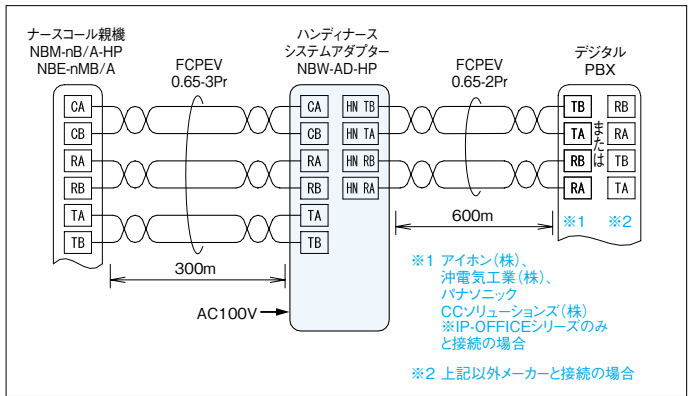 ナースコール親機
NBM-nB/A-HP
NBE-nMB/A
FCPEV
0.65-3Pr
ハンディナース
システムアダプター
NBW-AD-HP
FCPEV
0.65-2Pr
デジタル
PBX
CA
CB
RA
RB
TA
TB
CA
CB
RA
RB
TA
TB
HN TB
HN TA
HN RB
HN RA
TB
TA
RB
RA
または
RB
RA
TB
TA
※1
※2
300m
600m
AC100V
※1 アイホン(株)、
沖電気工業(株)、
パナソニック
CCソリューションズ(株)
※IP-OFFICEシリーズのみ
と接続の場合
※2 上記以外メーカーと接続の場合